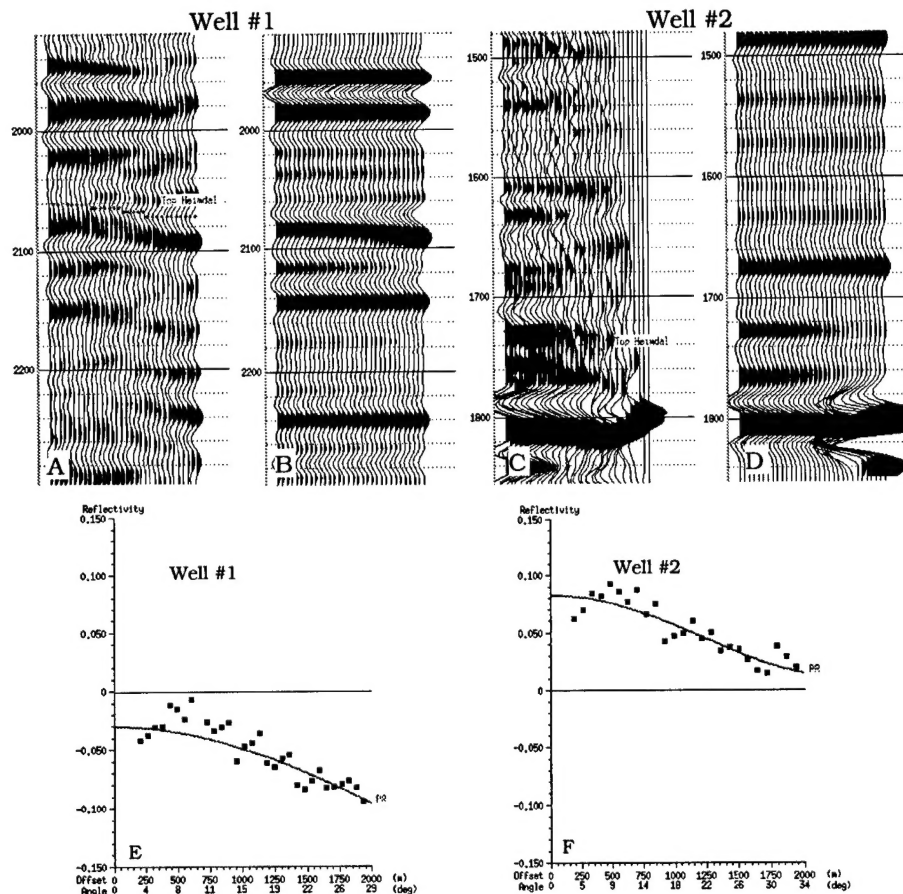 Well #1
Well #2
2000
2100
2200
Top Heimdal
A
2000
2100
2200
B
1500
1600
1700
1800
Top Heimdal
C
1500
1600
1700
1800
D
Reflectivity
0.150
0.100
0.050
0
-0.050
-0.100
-0.150
Well #1
PR
E
Offset 0 250 500 750 1000 1250 1500 1750 2000 (m)
Angle 0 4 8 11 15 19 22 26 29 (deg)
Reflectivity
0.150
0.100
0.050
0
-0.050
-0.100
-0.150
Well #2
PR
F
Offset 0 250 500 750 1000 1250 1500 1750 2000 (m)
Angle 0 5 9 14 18 22 26 30 34 (deg)